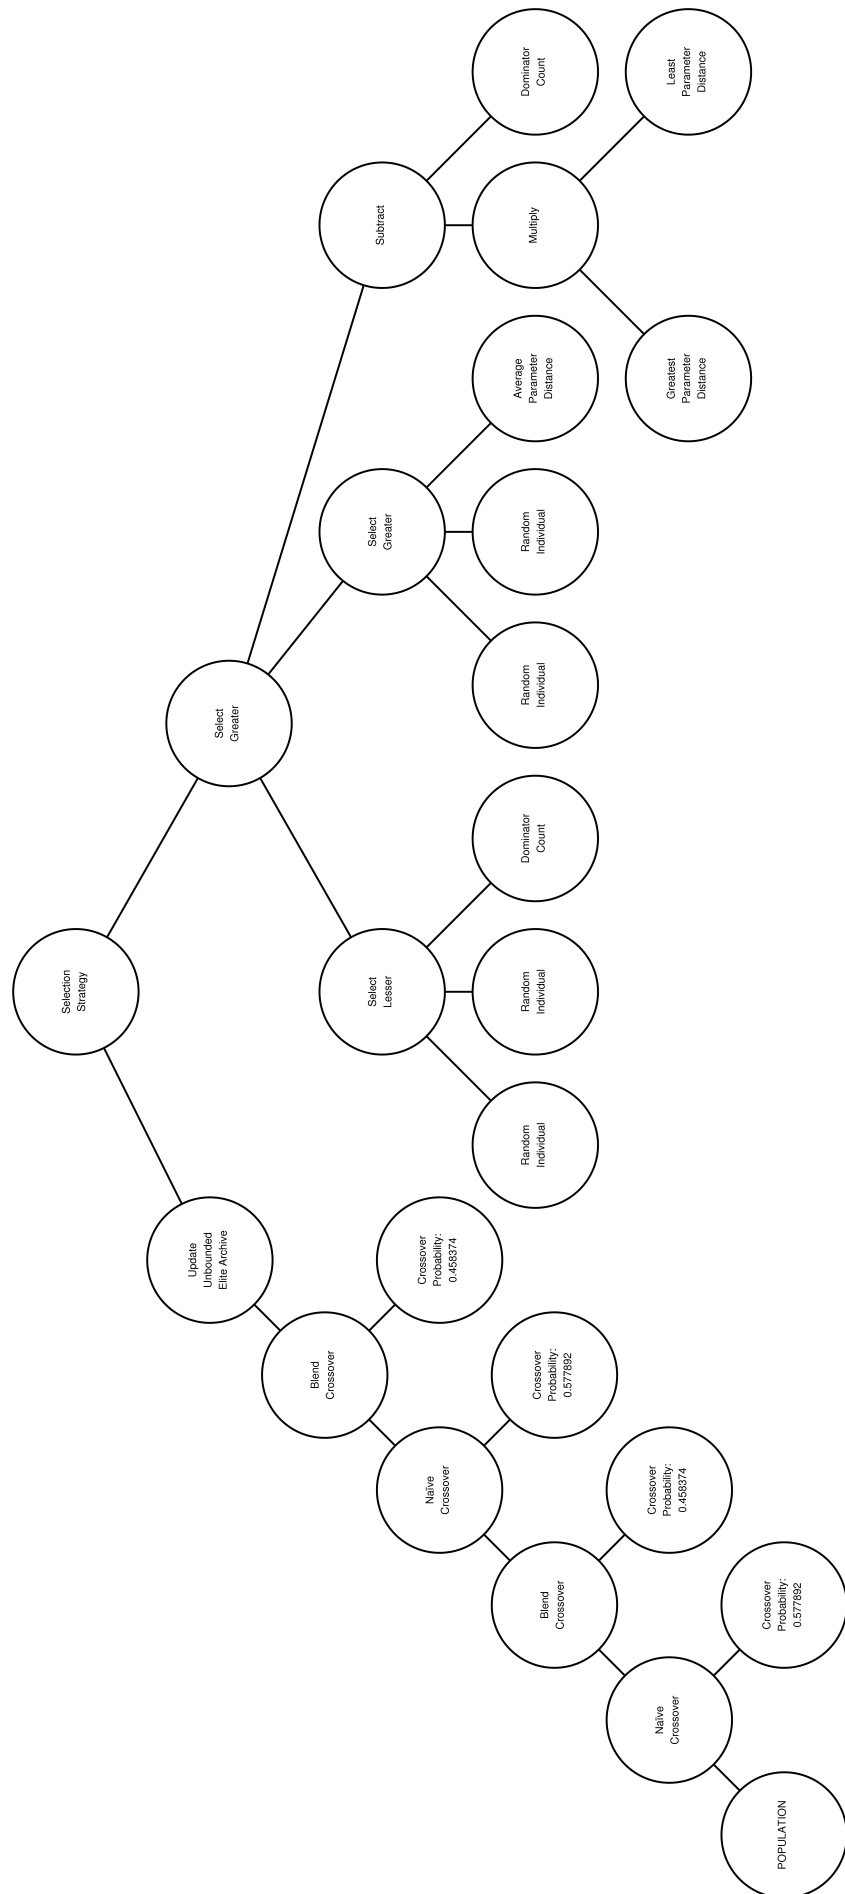 Selection
Strategy
Update
Unbounded
Elite Archive
Select
Greater
Blend
Crossover
Crossover
Probability:
0.458374
Select
Lesser
Select
Greater
Subtract
Naïve
Crossover
Crossover
Probability:
0.577892
Random
Individual
Random
Individual
Dominator
Count
Random
Individual
Random
Individual
Average
Parameter
Distance
Multiply
Dominator
Count
Blend
Crossover
Crossover
Probability:
0.458374
Greatest
Parameter
Distance
Least
Parameter
Distance
Naïve
Crossover
Crossover
Probability:
0.577892
POPULATION